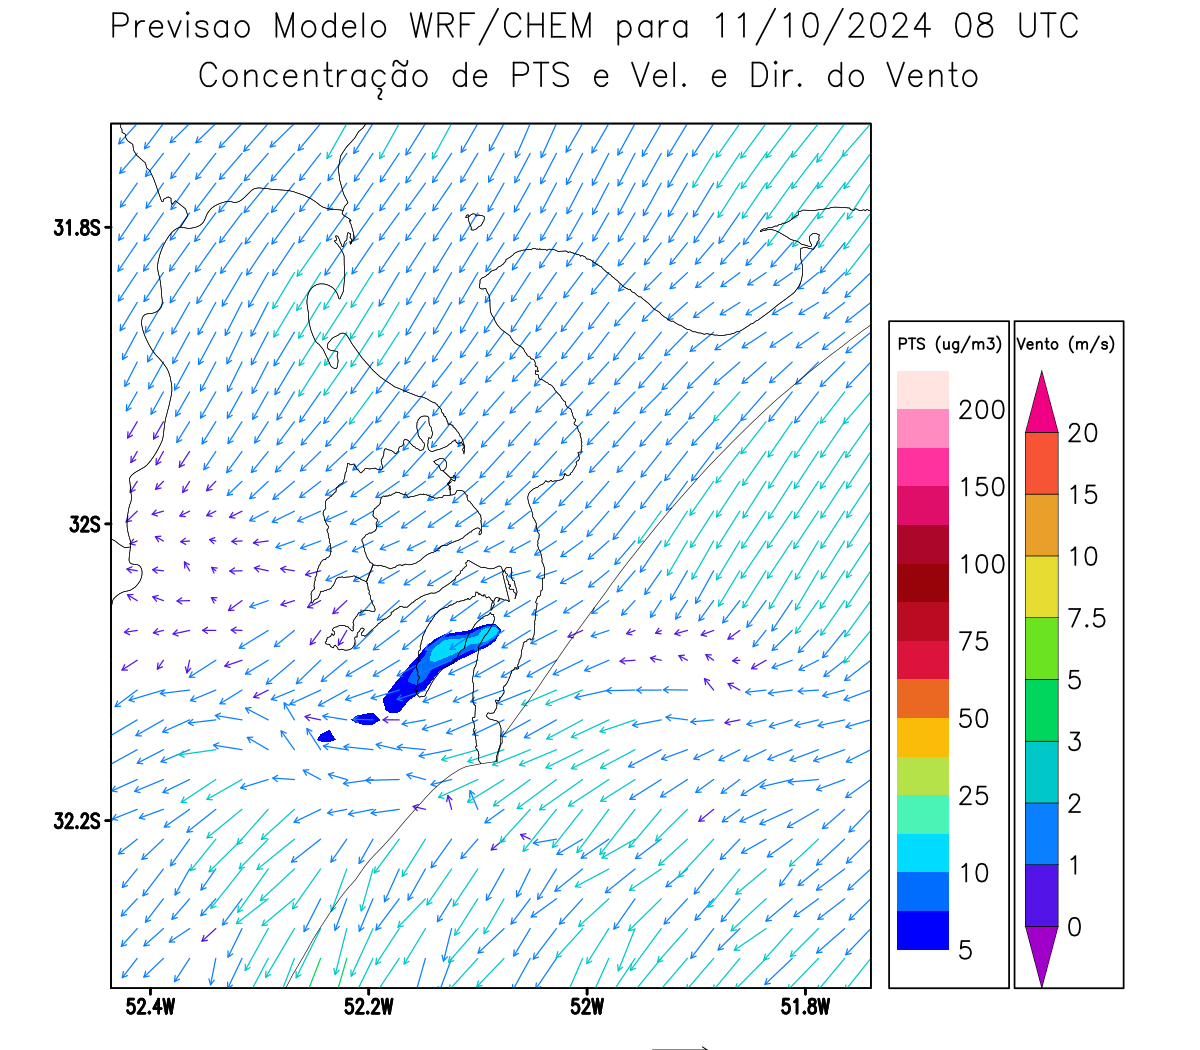 Previsao Modelo WRF/CHEM para 11/10/2024 08 UTC
Concentração de PTS e Vel. e Dir. do Vento
31.8S
32S
32.2S
52.4W
52.2W
52W
51.8W
PTS (ug/m3)
200
150
100
75
50
25
10
5
Vento (m/s)
20
15
10
7.5
5
3
2
1
0